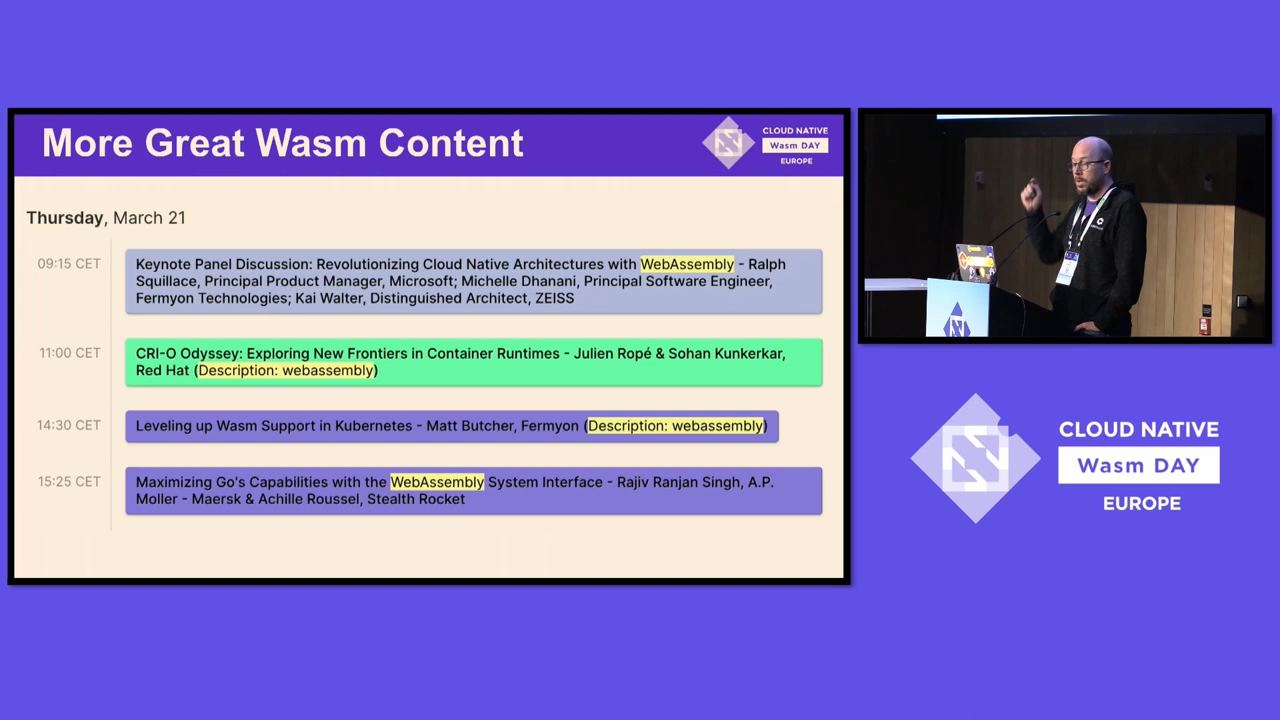 More Great Wasm Content
CLOUD NATIVE
Wasm DAY
EUROPE
Thursday, March 21
09:15 CET
Keynote Panel Discussion: Revolutionizing Cloud Native Architectures with WebAssembly - Ralph
Squillace, Principal Product Manager, Microsoft; Michelle Dhanani, Principal Software Engineer,
Fermyon Technologies; Kai Walter, Distinguished Architect, ZEISS
11:00 CET
CRI-O Odyssey: Exploring New Frontiers in Container Runtimes - Julien Ropé & Sohan Kunkerkar,
Red Hat (Description: webassembly)
14:30 CET
Leveling up Wasm Support in Kubernetes - Matt Butcher, Fermyon (Description: webassembly)
15:25 CET
Maximizing Go's Capabilities with the WebAssembly System Interface - Rajiv Ranjan Singh, A.P.
Moller - Maersk & Achille Roussel, Stealth Rocket
CLOUD NATIVE
Wasm DAY
EUROPE